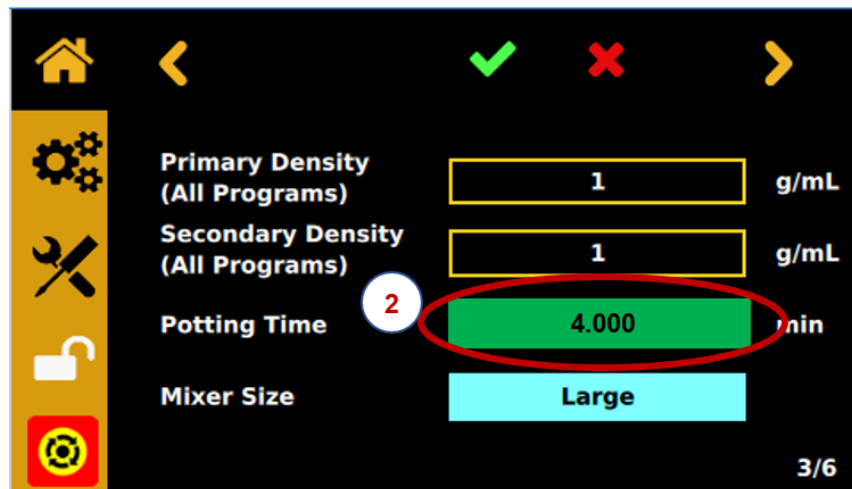 Primary Density
(All Programs)
1
g/mL
Secondary Density
(All Programs)
1
g/mL
2
Potting Time
4.000
min
Mixer Size
Large
3/6